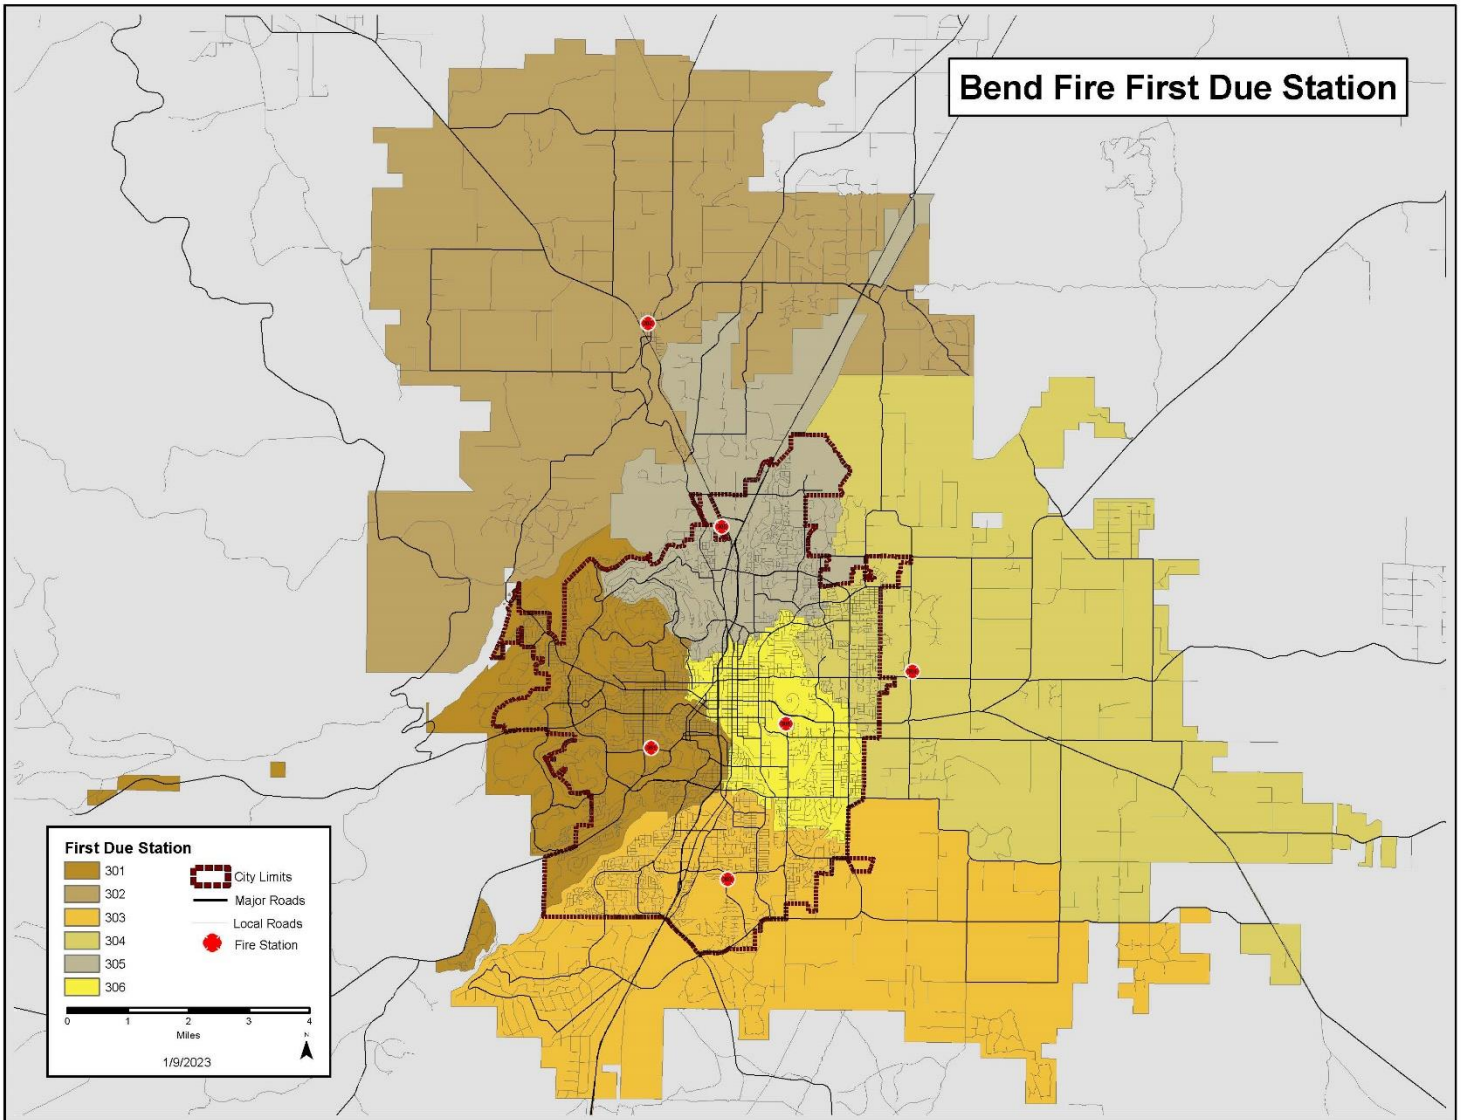 Bend Fire First Due Station
First Due Station
301
302
303
304
305
306
City Limits
Major Roads
Local Roads
Fire Station
0 1 2 3 4
Miles
N
1/9/2023